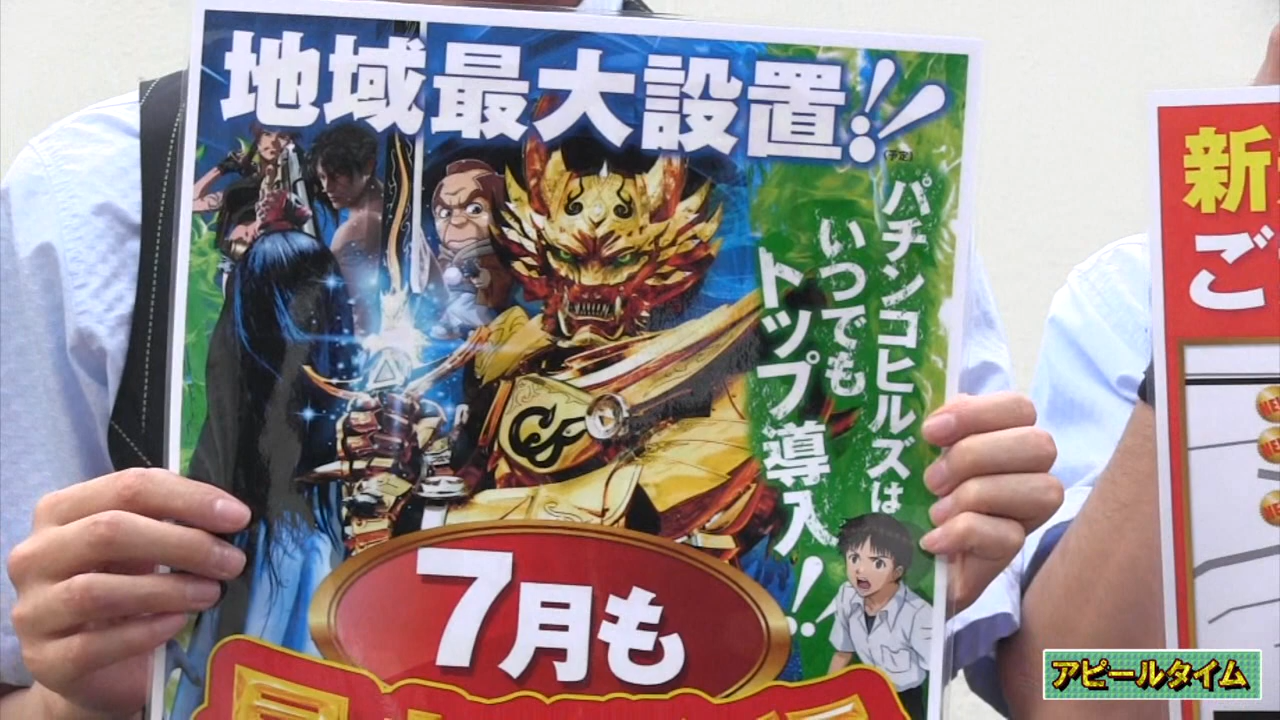 地域最大設置!!
(予定)
パチンコヒルズは
いつでも
トップ導入!!
7月も
新
ご
アピールタイム